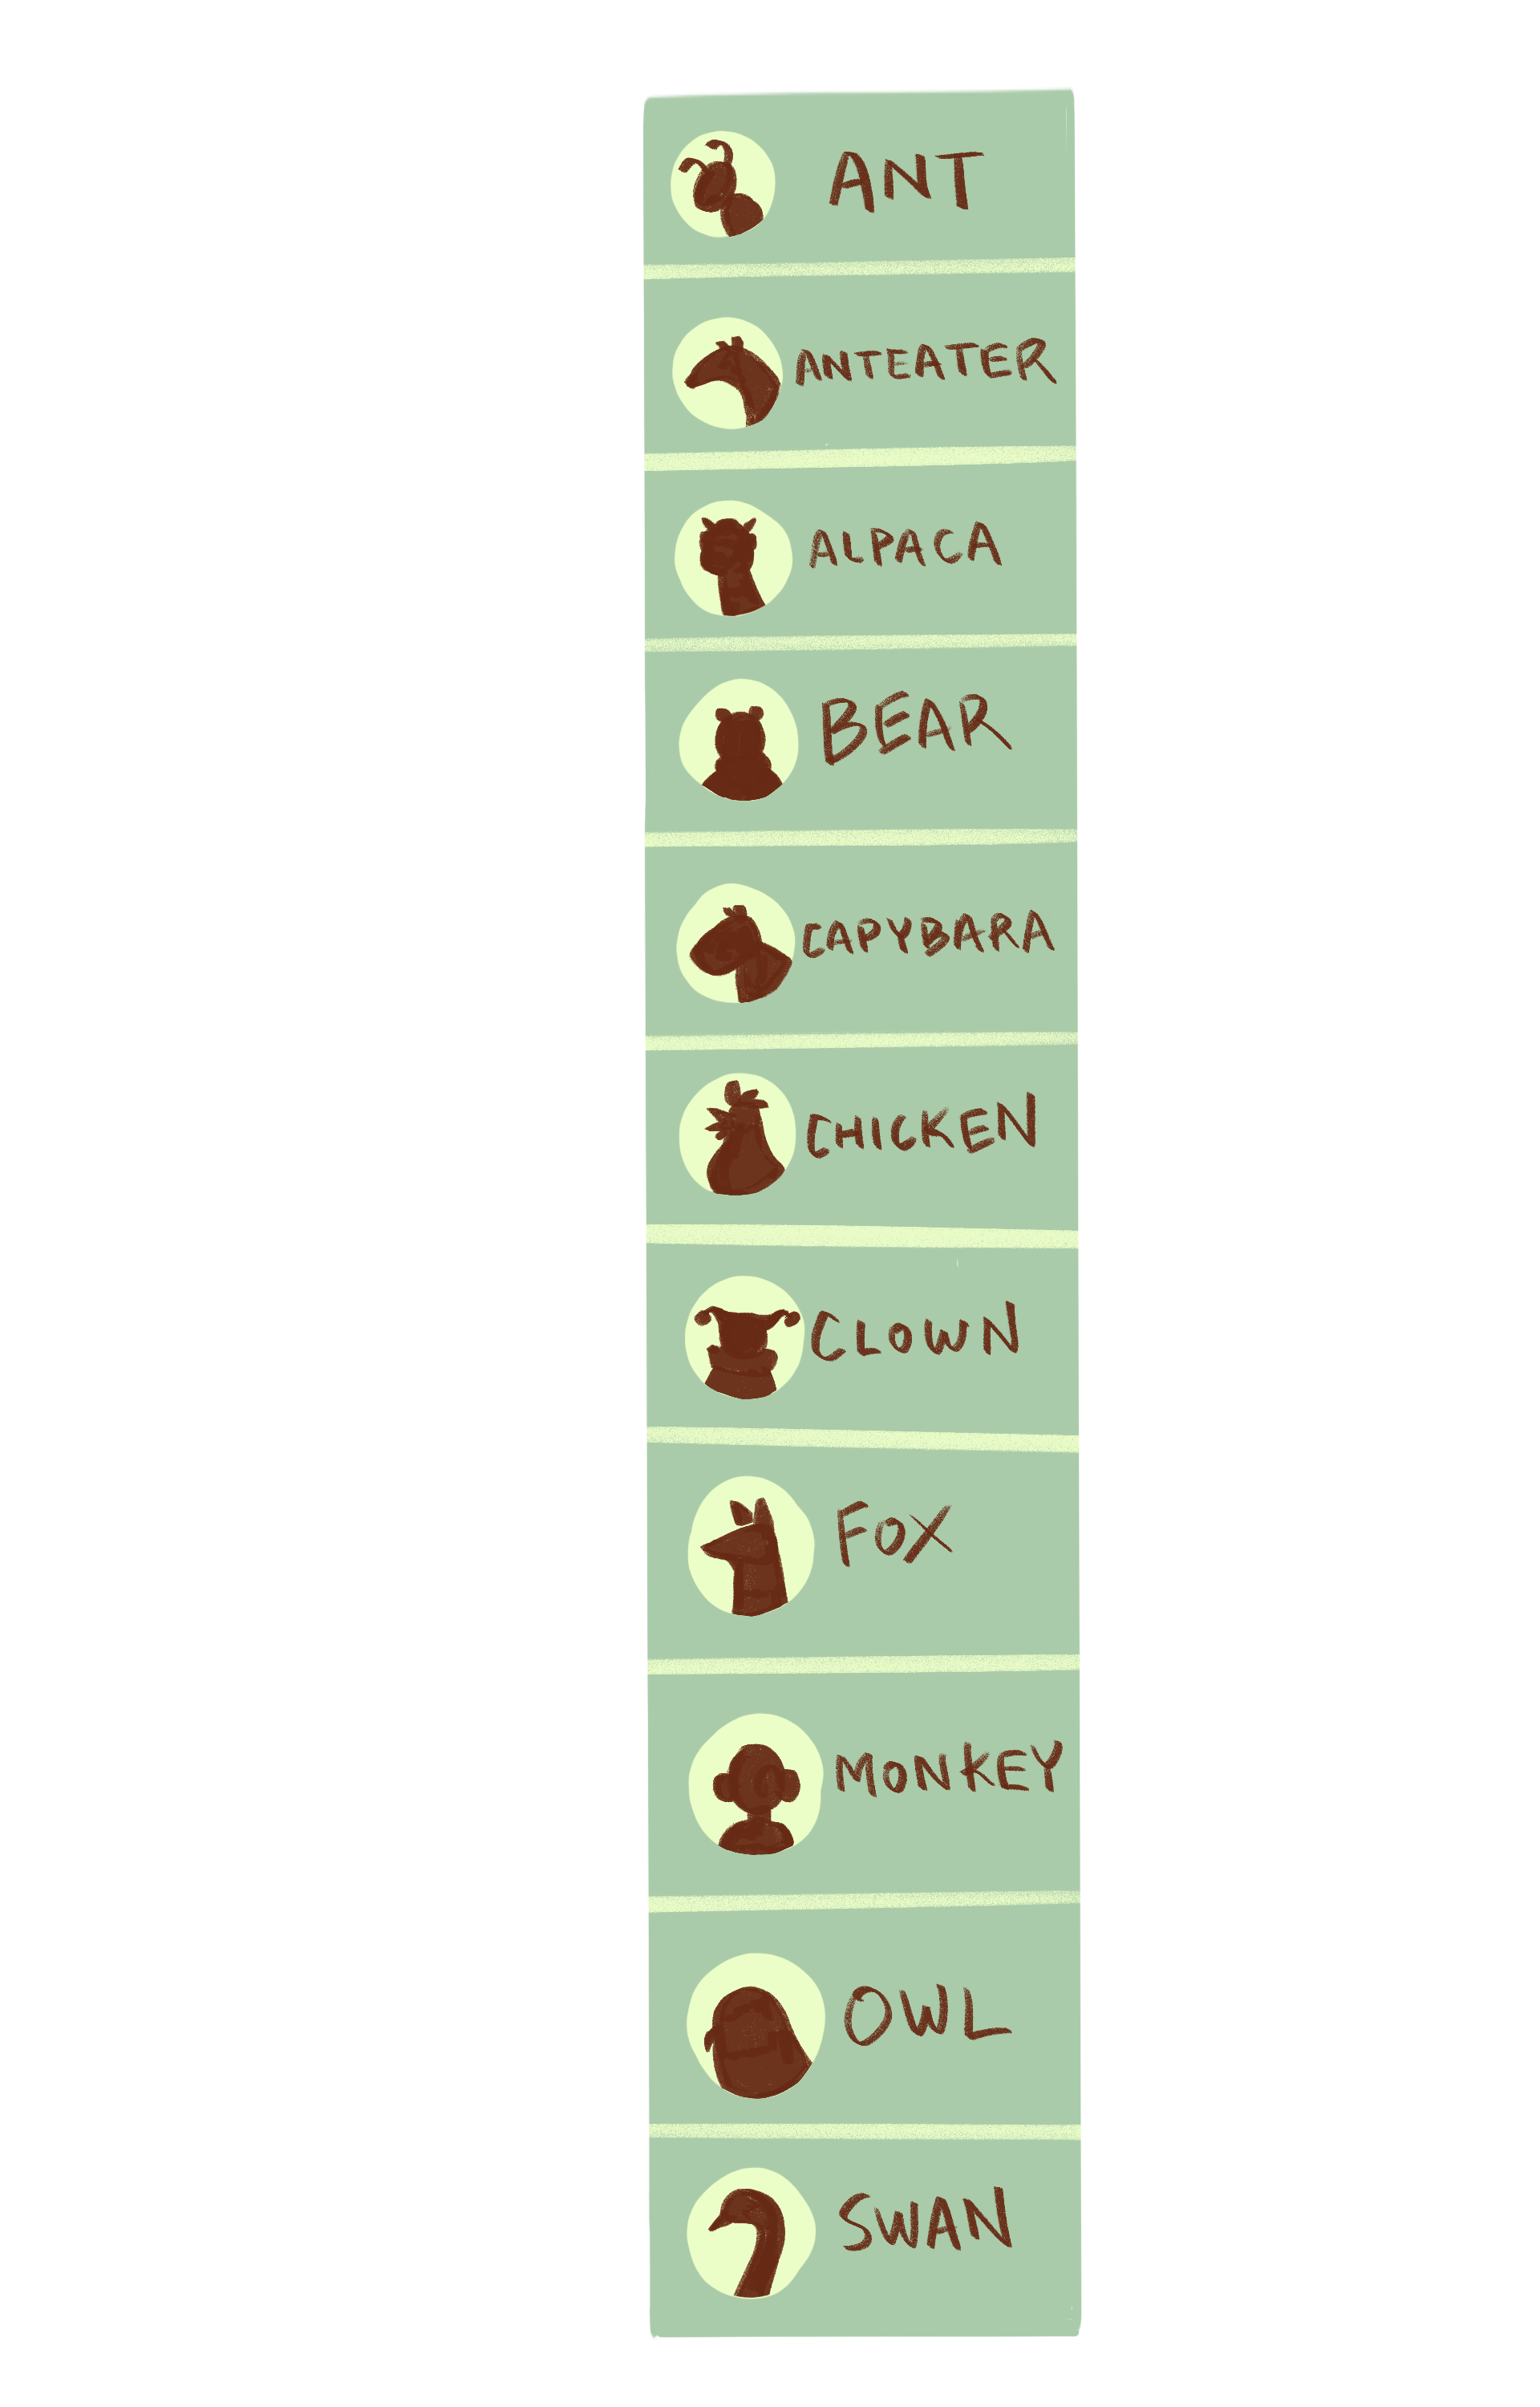 ANT
ANTEATER
ALPACA
BEAR
CAPYBARA
CHICKEN
CLOWN
FOX
MONKEY
OWL
SWAN